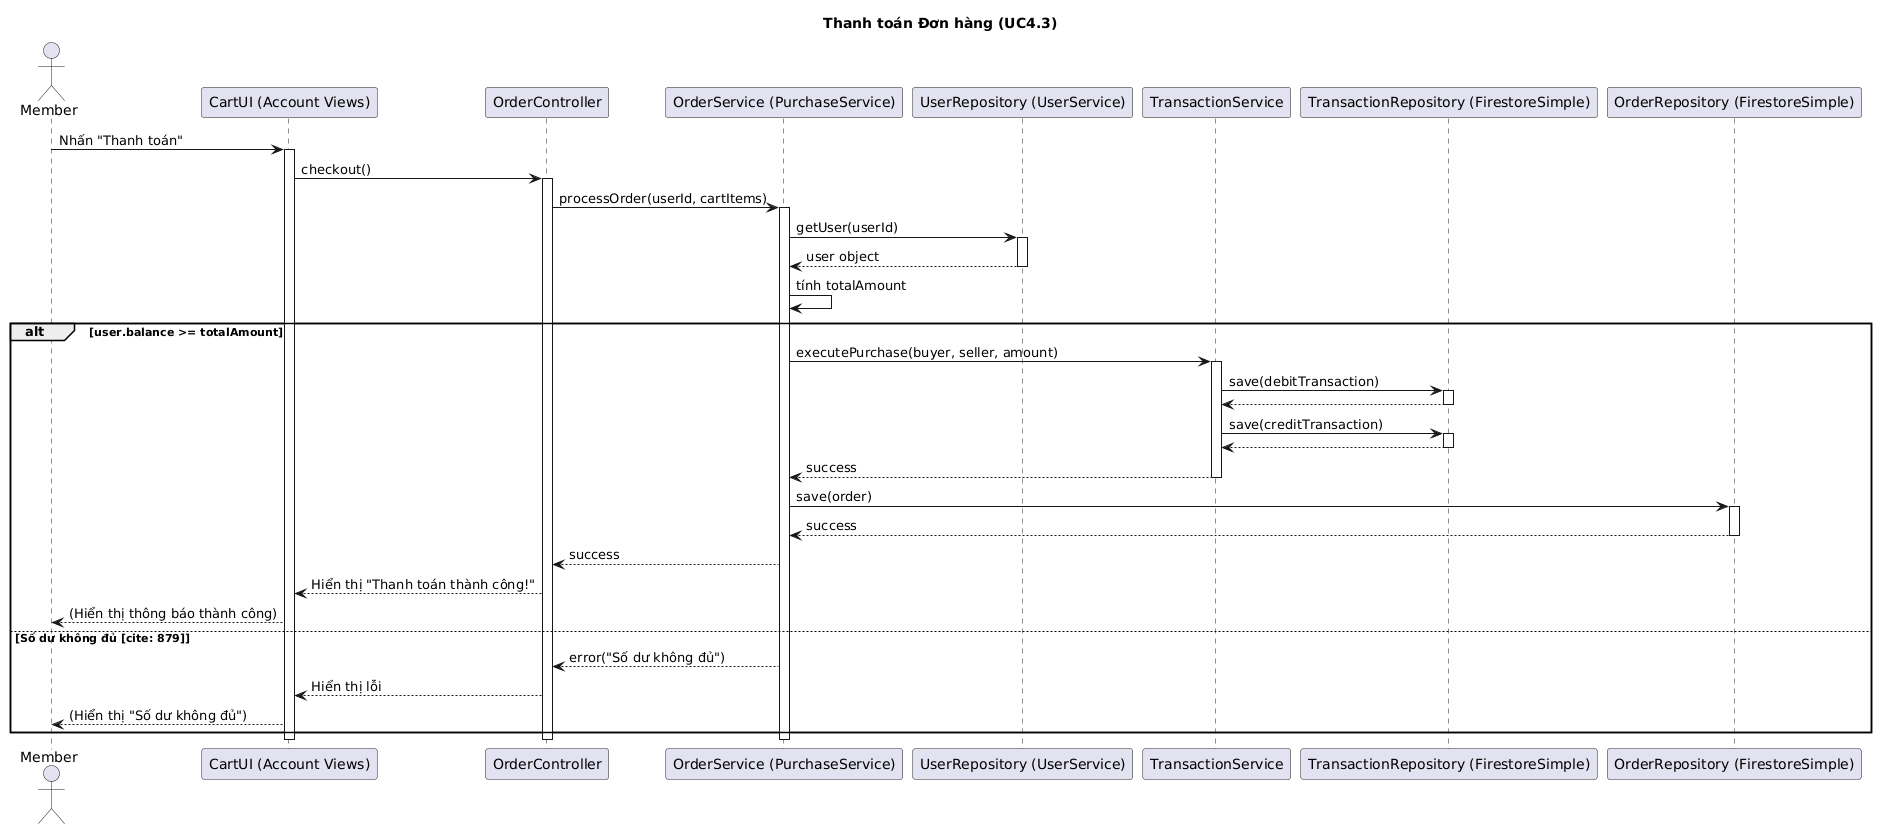 Thanh toán Đơn hàng (UC4.3)
Member
CartUI (Account Views)
OrderController
OrderService (PurchaseService)
UserRepository (UserService)
TransactionService
TransactionRepository (FirestoreSimple)
OrderRepository (FirestoreSimple)
Nhấn "Thanh toán"
checkout()
processOrder(userId, cartItems)
getUser(userId)
user object
tính totalAmount
alt
[user.balance >= totalAmount]
executePurchase(buyer, seller, amount)
save(debitTransaction)
save(creditTransaction)
success
save(order)
success
success
Hiển thị "Thanh toán thành công!"
(Hiển thị thông báo thành công)
[Số dư không đủ [cite: 879]]
error("Số dư không đủ")
Hiển thị lỗi
(Hiển thị "Số dư không đủ")
Member
CartUI (Account Views)
OrderController
OrderService (PurchaseService)
UserRepository (UserService)
TransactionService
TransactionRepository (FirestoreSimple)
OrderRepository (FirestoreSimple)